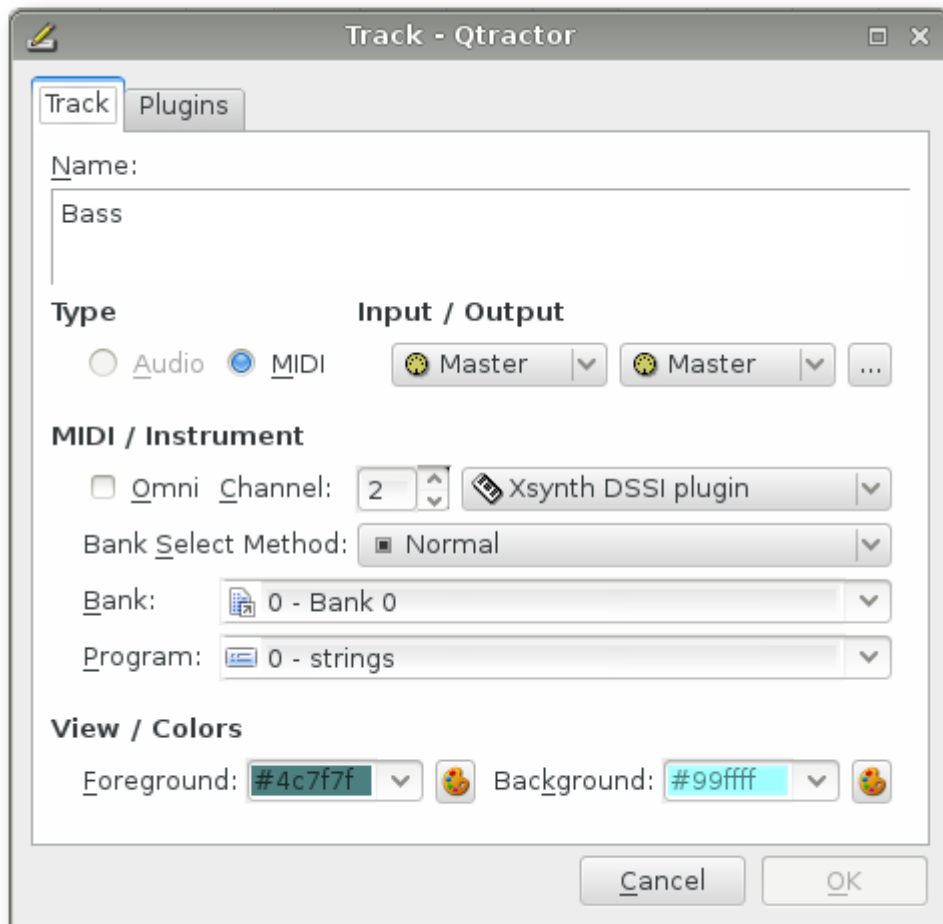 Track - Qtractor
Track Plugins
Name:
Bass
Type Input / Output
Audio MIDI Master Master ...
MIDI / Instrument
Omni Channel: 2 Xsynth DSSI plugin
Bank Select Method: Normal
Bank: 0 - Bank 0
Program: 0 - strings
View / Colors
Foreground: #4c7f7f Background: #99ffff
Cancel OK